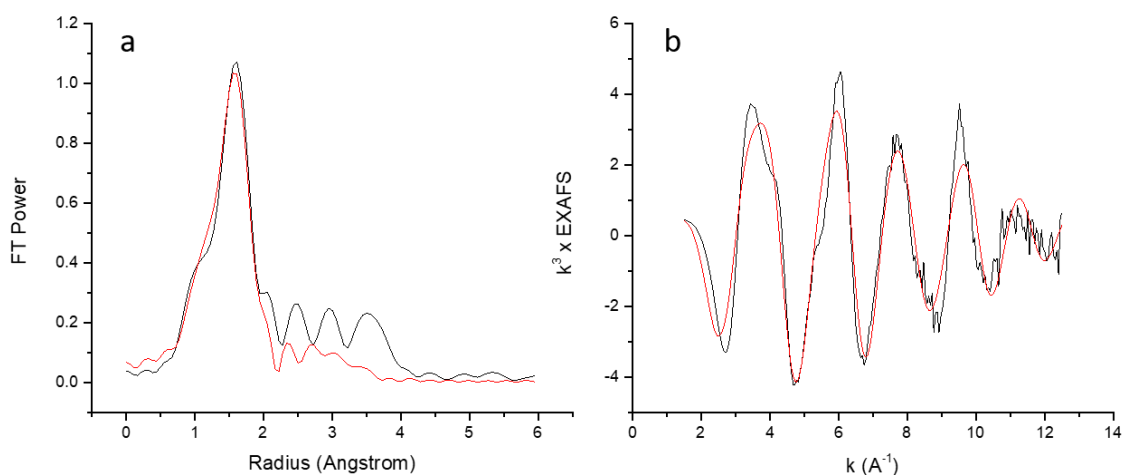 a
FT Power
1.2
1.0
0.8
0.6
0.4
0.2
0.0
0 1 2 3 4 5 6
Radius (Angstrom)
b
k³ x EXAFS
6
4
2
0
-2
-4
0 2 4 6 8 10 12 14
k (A⁻¹)